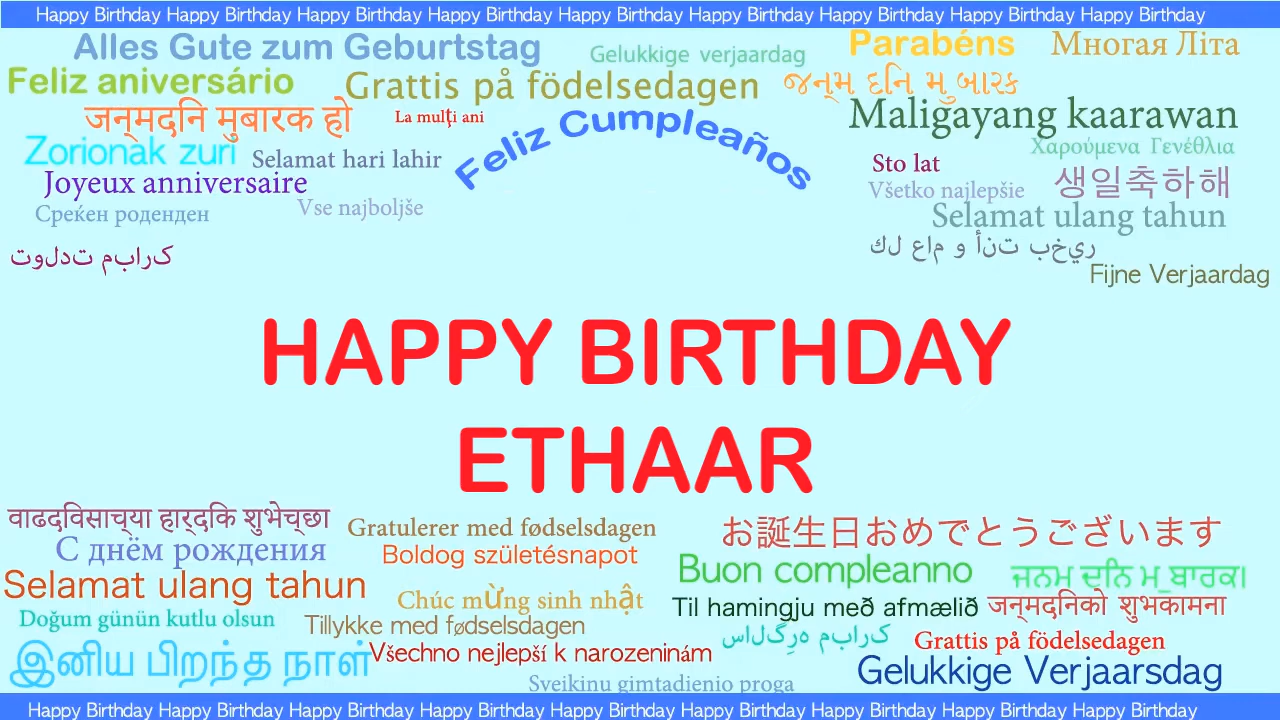 Happy Birthday Happy Birthday Happy Birthday Happy Birthday Happy Birthday Happy Birthday Happy Birthday Happy Birthday Happy Birthday
Alles Gute zum Geburtstag
Gelukkige verjaardag
Parabéns
Многая Літа
Feliz aniversário
Grattis på födelsedagen
જન્મ દિન મુબારક
जन्मदिन मुबारक हो
La mulţi ani
Feliz Cumpleaños
Maligayang kaarawan
Zorionak zuri
Selamat hari lahir
Sto lat
Χαρούμενα Γενέθλια
Joyeux anniversaire
Všetko najlepšie
생일축하해
Среќен роденден
Vse najboljše
Selamat ulang tahun
تولدت مبارک
كل عام و أنت بخير
Fijne Verjaardag
HAPPY BIRTHDAY
ETHAAR
वाढदिवसाच्या हार्दिक शुभेच्छा
Gratulerer med fødselsdagen
お誕生日おめでとうございます
С днём рождения
Boldog születésnapot
Buon compleanno
ਜਨਮ ਦਿਨ ਮੁਬਾਰਕ।
Selamat ulang tahun
Chúc mừng sinh nhật
Til hamingju með afmælið
जन्मदिनको शुभकामना
Doğum günün kutlu olsun
Tillykke med fødselsdagen
سالگرہ مبارک
Grattis på födelsedagen
இனிய பிறந்த நாள்
Všechno nejlepší k narozeninám
Gelukkige Verjaarsdag
Sveikinu gimtadienio proga
Happy Birthday Happy Birthday Happy Birthday Happy Birthday Happy Birthday Happy Birthday Happy Birthday Happy Birthday Happy Birthday